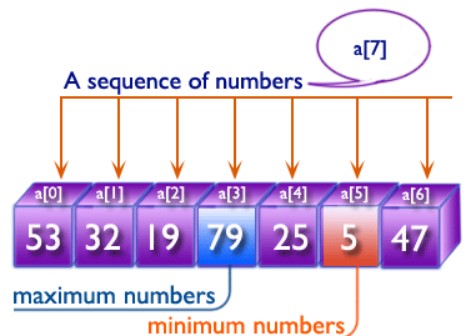 a[7]
A sequence of numbers
a[0] a[1] a[2] a[3] a[4] a[5] a[6]
53 32 19 79 25 5 47
maximum numbers
minimum numbers